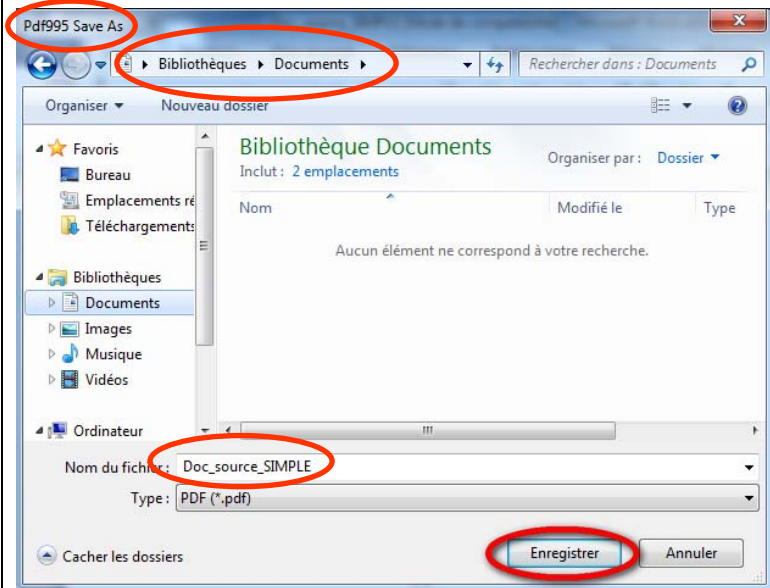 Pdf995 Save As
Bibliothèques Documents
Rechercher dans : Documents
Organiser Nouveau dossier
Favoris
Bureau
Emplacements ré
Téléchargements
Bibliothèques
Documents
Images
Musique
Vidéos
Ordinateur
Bibliothèque Documents
Inclut : 2 emplacements
Organiser par : Dossier
Nom Modifié le Type
Aucun élément ne correspond à votre recherche.
Nom du fichier : Doc_source_SIMPLE
Type : PDF (*.pdf)
Cacher les dossiers
Enregistrer Annuler